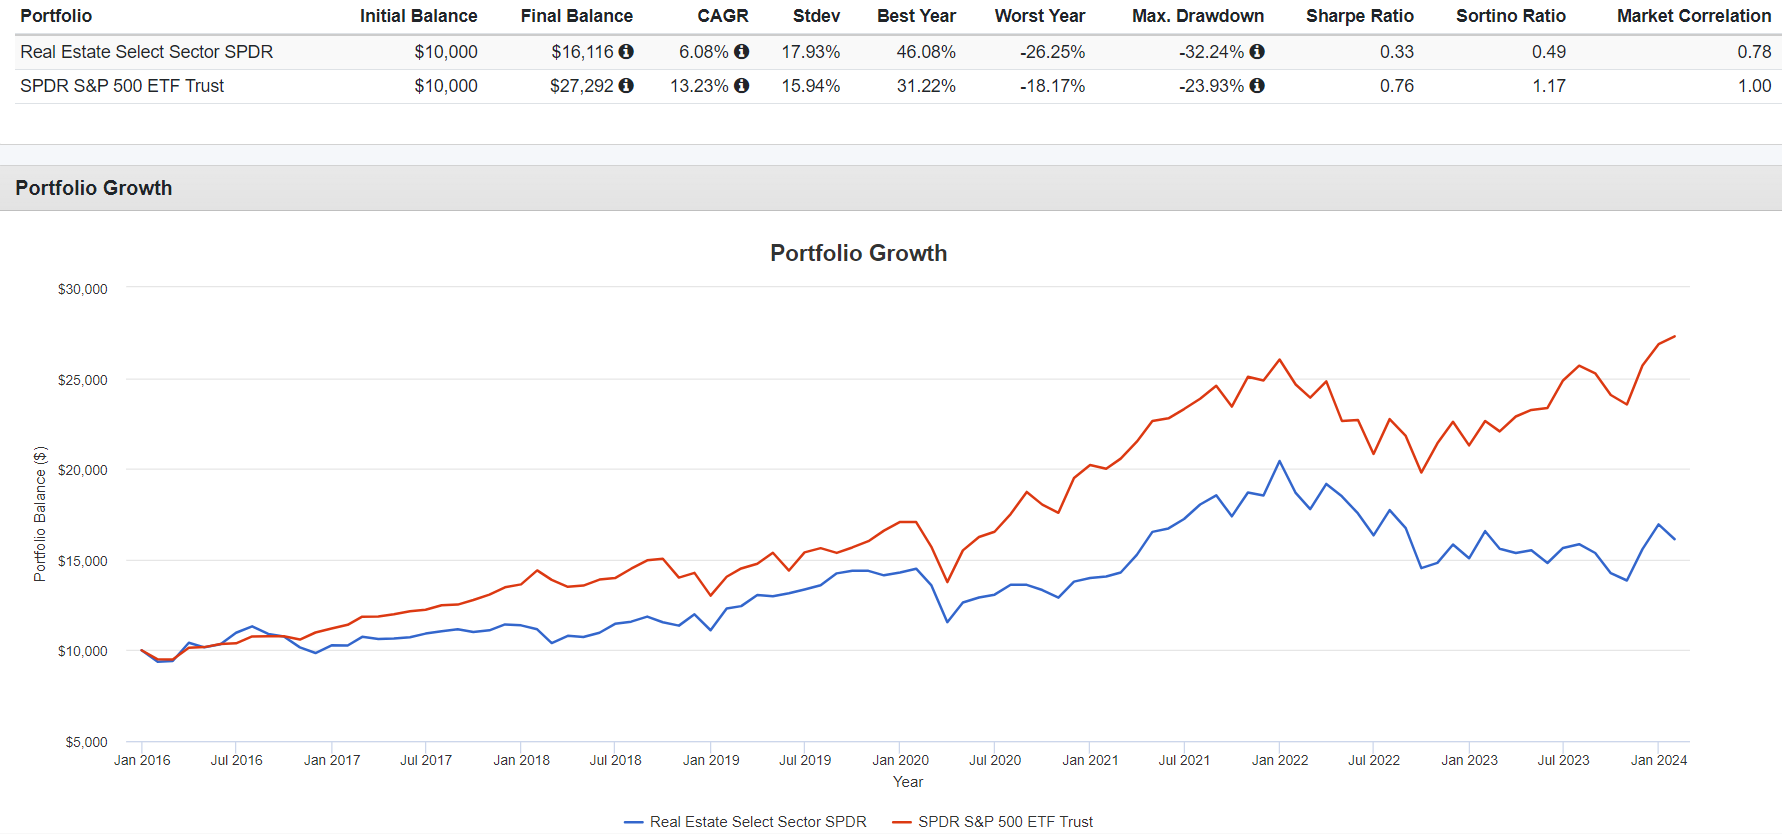 Portfolio Initial Balance Final Balance CAGR Stdev Best Year Worst Year Max. Drawdown Sharpe Ratio Sortino Ratio Market Correlation
Real Estate Select Sector SPDR $10,000 $16,116 6.08% 17.93% 46.08% -26.25% -32.24% 0.33 0.49 0.78
SPDR S&P 500 ETF Trust $10,000 $27,292 13.23% 15.94% 31.22% -18.17% -23.93% 0.76 1.17 1.00
Portfolio Growth
Portfolio Growth
$30,000
$25,000
$20,000
$15,000
$10,000
$5,000
Portfolio Balance ($)
Jan 2016 Jul 2016 Jan 2017 Jul 2017 Jan 2018 Jul 2018 Jan 2019 Jul 2019 Jan 2020 Jul 2020 Jan 2021 Jul 2021 Jan 2022 Jul 2022 Jan 2023 Jul 2023 Jan 2024
Year
Real Estate Select Sector SPDR SPDR S&P 500 ETF Trust